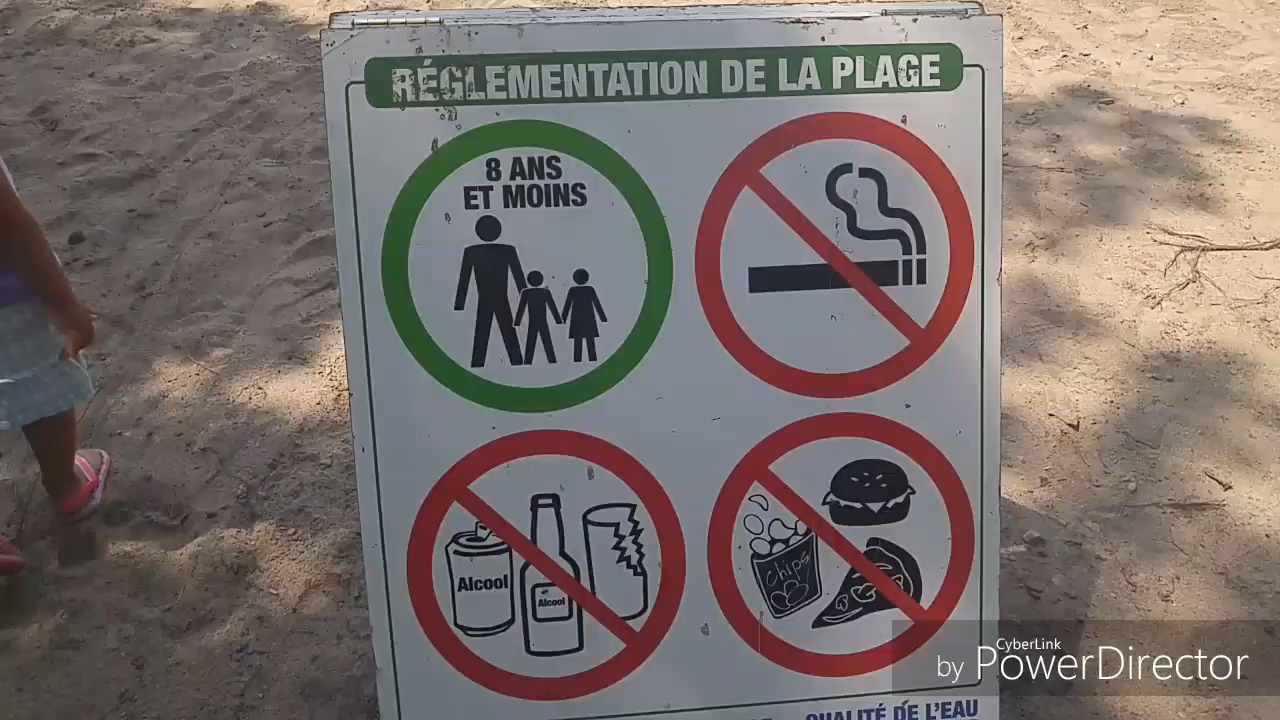 RÉGLEMENTATION DE LA PLAGE
8 ANS
ET MOINS
Alcool
Alcool
Chips
QUALITÉ DE L'EAU
CyberLink
by PowerDirector